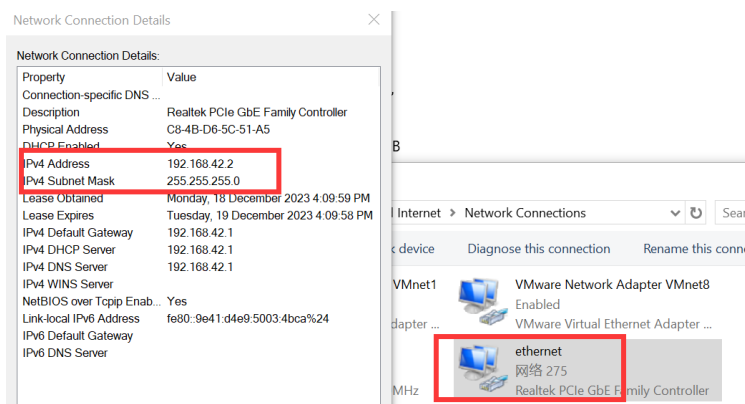 Network Connection Details
Network Connection Details:
Property Value
Connection-specific DNS ...
Description Realtek PCIe GbE Family Controller
Physical Address C8-4B-D6-5C-51-A5
DHCP Enabled Yes
IPv4 Address 192.168.42.2
IPv4 Subnet Mask 255.255.255.0
Lease Obtained Monday, 18 December 2023 4:09:59 PM
Lease Expires Tuesday, 19 December 2023 4:09:58 PM
IPv4 Default Gateway 192.168.42.1
IPv4 DHCP Server 192.168.42.1
IPv4 DNS Server 192.168.42.1
IPv4 WINS Server
NetBIOS over Tcpip Enab... Yes
Link-local IPv6 Address fe80::9e41:d4e9:5003:4bca%24
IPv6 Default Gateway
IPv6 DNS Server
B
Internet > Network Connections
device Diagnose this connection Rename this conn
VMnet1
dapter ...
MHz
VMware Network Adapter VMnet8
Enabled
VMware Virtual Ethernet Adapter ...
ethernet
网络 275
Realtek PCIe GbE Family Controller